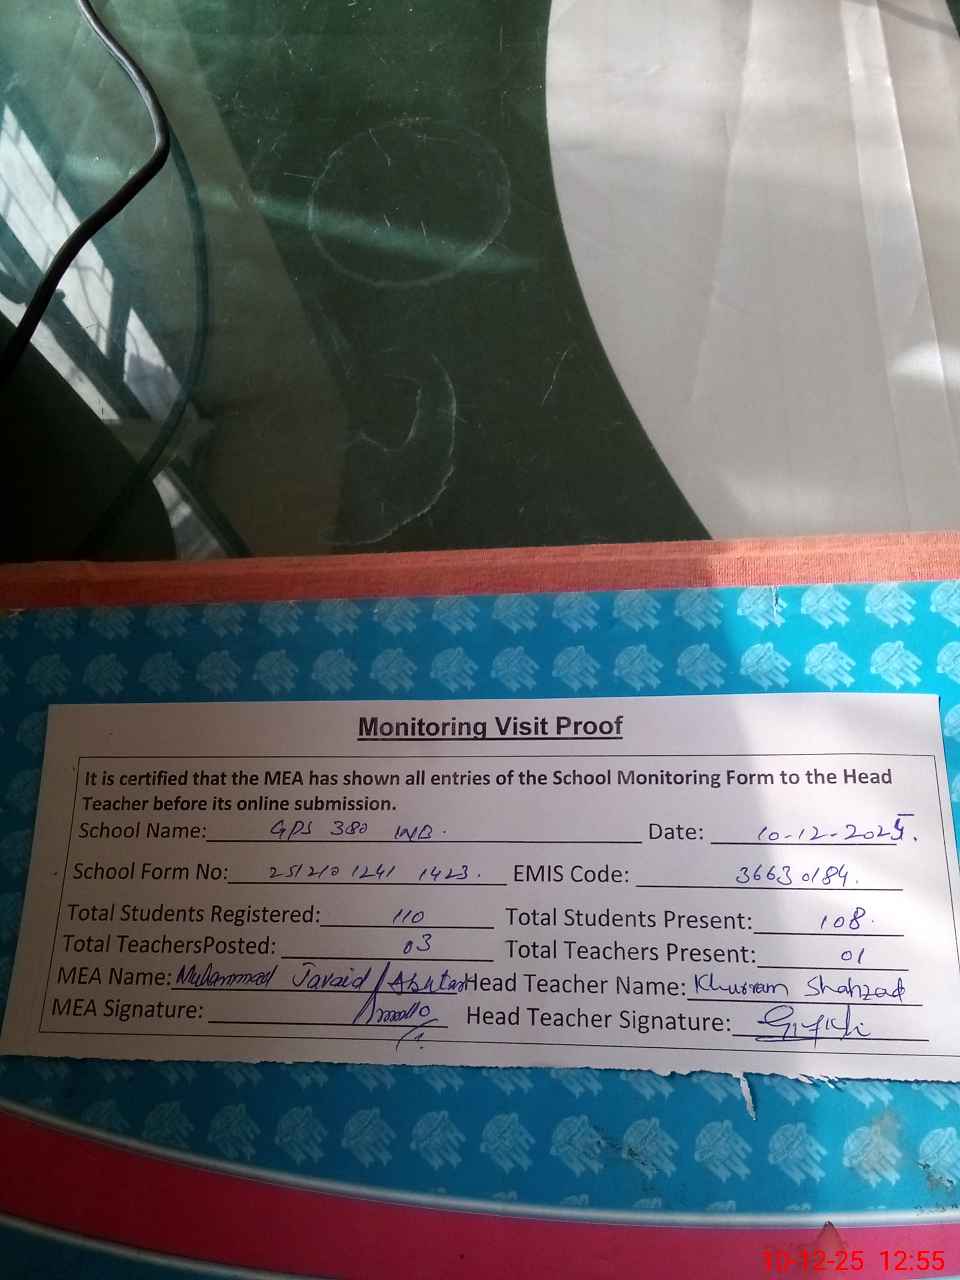 Monitoring Visit Proof
It is certified that the MEA has shown all entries of the School Monitoring Form to the Head
Teacher before its online submission.
School Name: GPS 380 WB. Date: 10-12-2025.
School Form No: 251210 1241 1423. EMIS Code: 36630184.
Total Students Registered: 110 Total Students Present: 108.
Total TeachersPosted: 03 Total Teachers Present: 01
MEA Name: Muhammad Javaid Akhtar Head Teacher Name: Khurram Shahzad
MEA Signature: Head Teacher Signature:
10-12-25 12:55